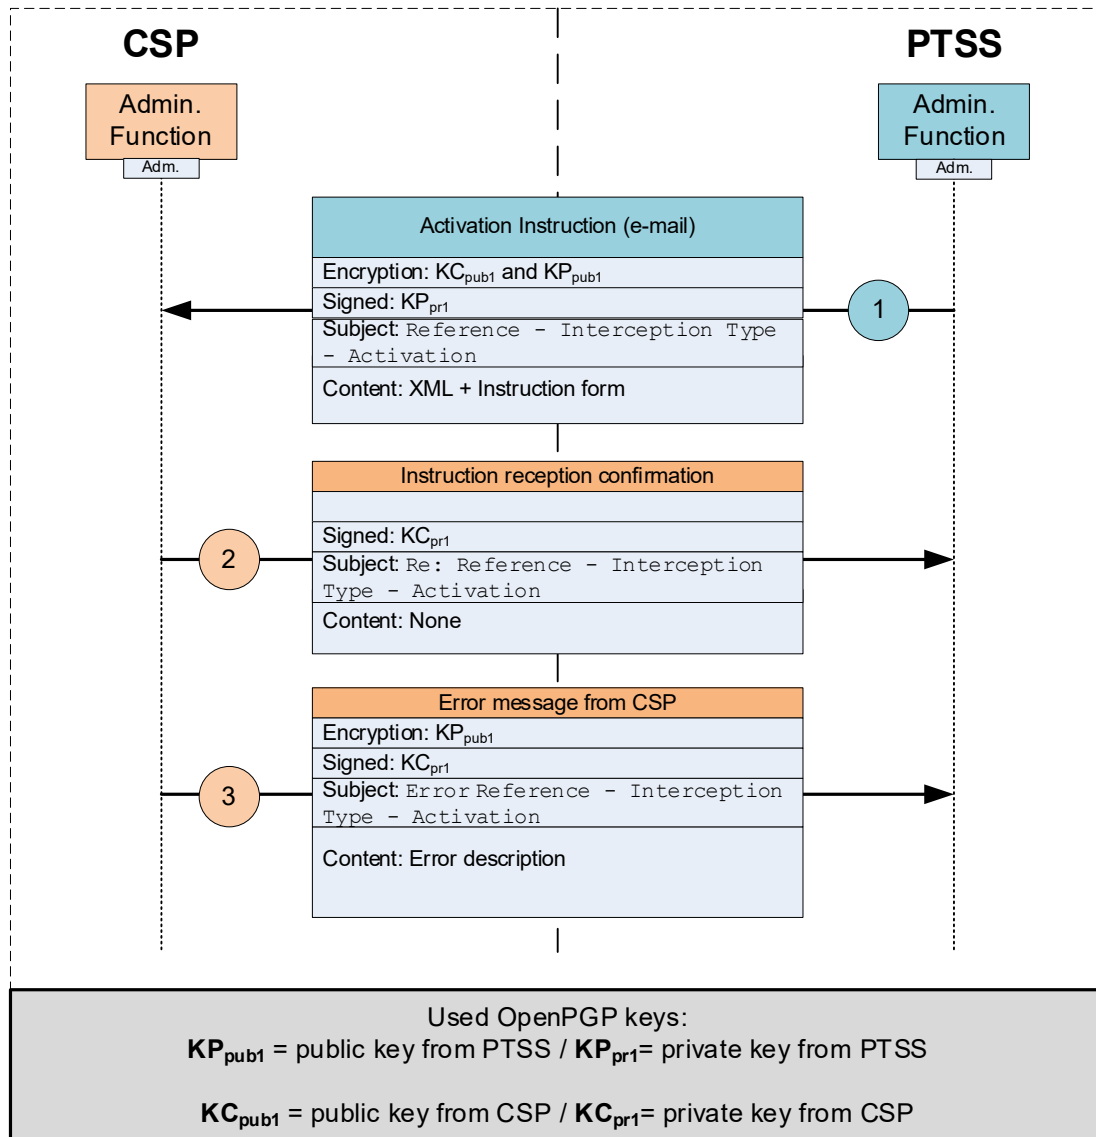 CSP
PTSS
Admin.
Function
Adm.
Admin.
Function
Adm.
Activation Instruction (e-mail)
Encryption: KCpub1 and KPpub1
Signed: KPpr1
Subject: Reference - Interception Type
- Activation
Content: XML + Instruction form
1
Instruction reception confirmation
Signed: KCpr1
Subject: Re: Reference - Interception
Type - Activation
Content: None
2
Error message from CSP
Encryption: KPpub1
Signed: KCpr1
Subject: Error Reference - Interception
Type - Activation
Content: Error description
3
Used OpenPGP keys:
KPpub1 = public key from PTSS / KPpr1= private key from PTSS
KCpub1 = public key from CSP / KCpr1= private key from CSP